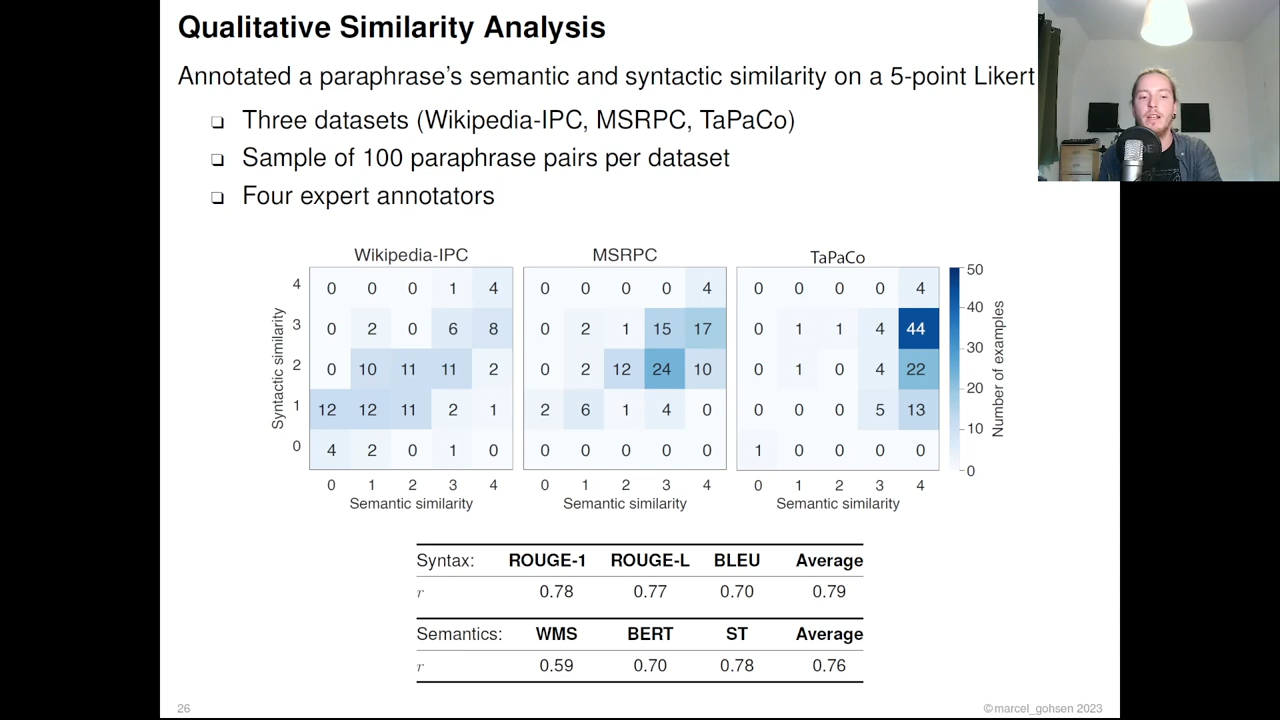 Qualitative Similarity Analysis
Annotated a paraphrase's semantic and syntactic similarity on a 5-point Likert
❑ Three datasets (Wikipedia-IPC, MSRPC, TaPaCo)
❑ Sample of 100 paraphrase pairs per dataset
❑ Four expert annotators
Wikipedia-IPC MSRPC TaPaCo
Syntactic similarity
4 0 0 0 1 4 0 0 0 0 4 0 0 0 0 4
3 0 2 0 6 8 0 2 1 15 17 0 1 1 4 44
2 0 10 11 11 2 0 2 12 24 10 0 1 0 4 22
1 12 12 11 2 1 2 6 1 4 0 0 0 0 5 13
0 4 2 0 1 0 0 0 0 0 0 1 0 0 0 0
0 1 2 3 4 0 1 2 3 4 0 1 2 3 4
Semantic similarity Semantic similarity Semantic similarity
50
40
30
20
10
0
Number of examples
Syntax: ROUGE-1 ROUGE-L BLEU Average
r 0.78 0.77 0.70 0.79
Semantics: WMS BERT ST Average
r 0.59 0.70 0.78 0.76
26 ©marcel_gohsen 2023